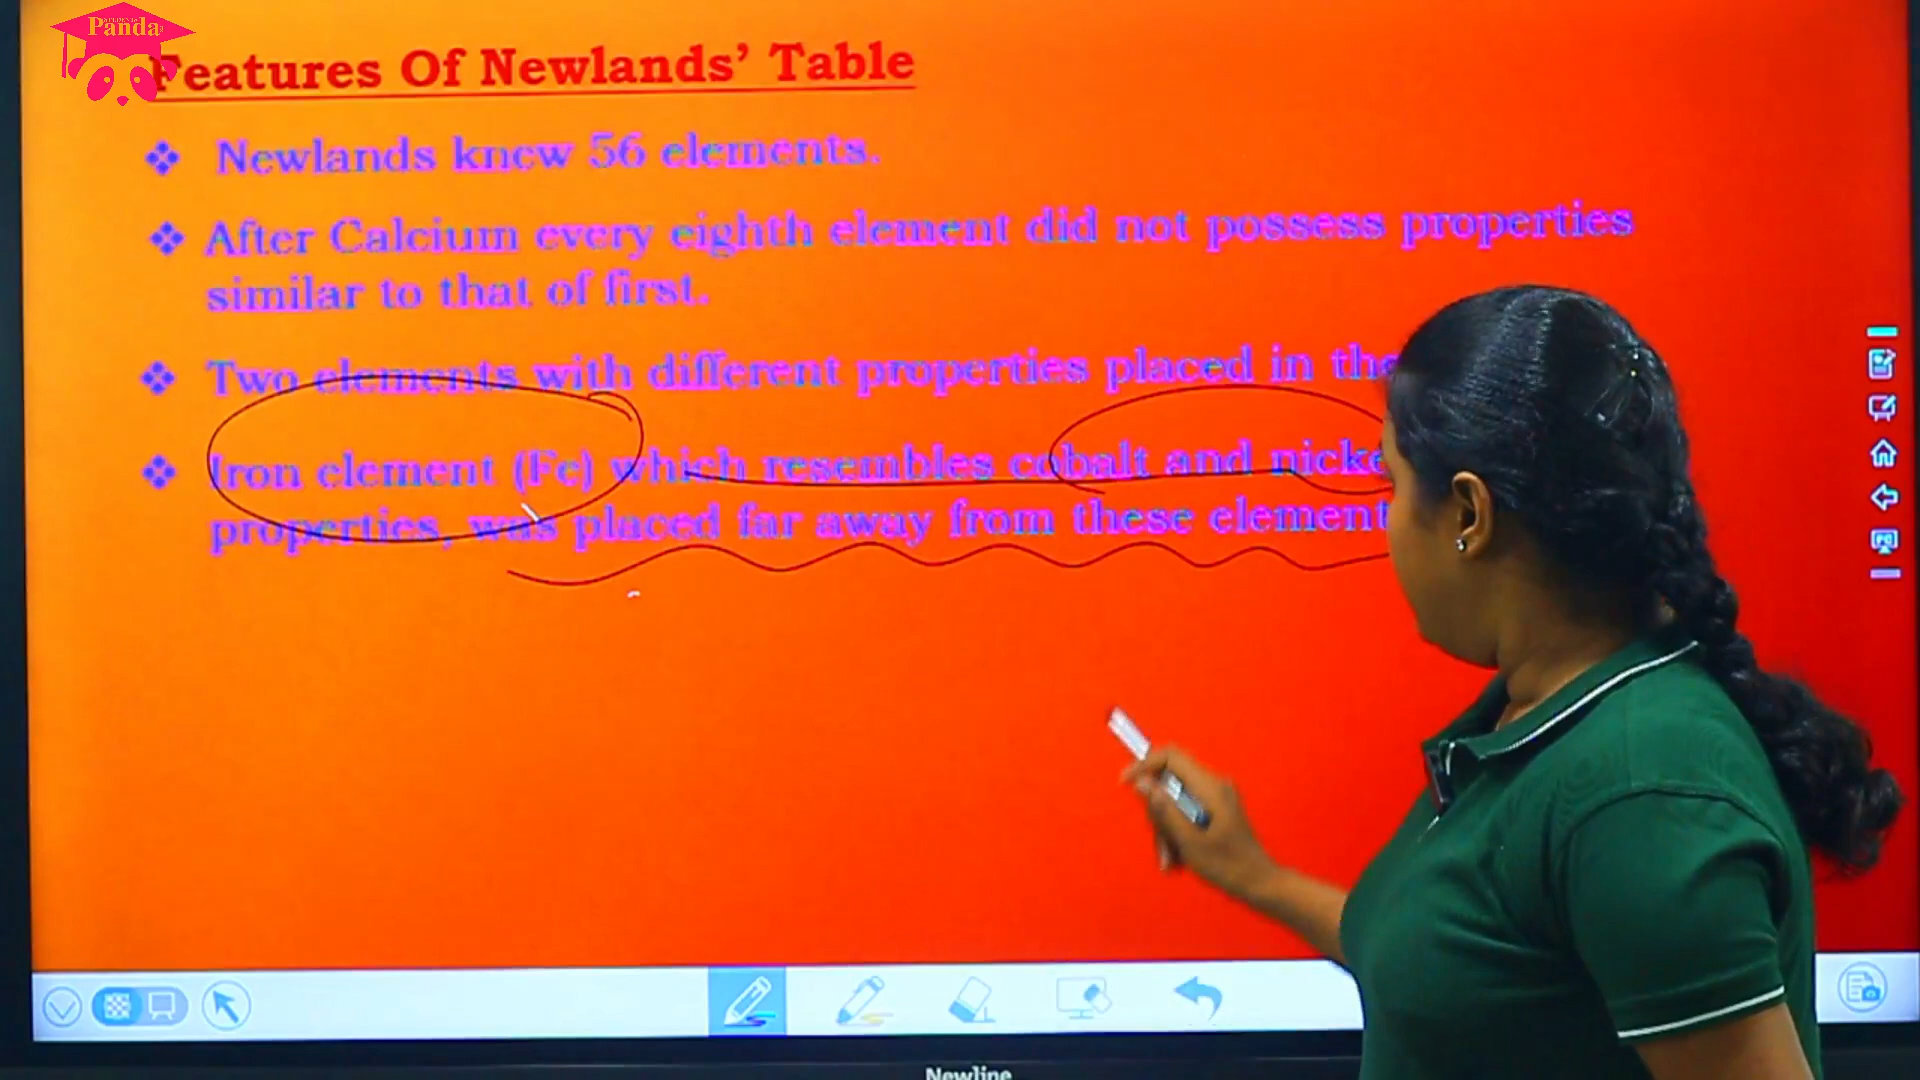 Panda
Features Of Newlands' Table
❖ Newlands knew 56 elements.
❖ After Calcium every eighth element did not possess properties
similar to that of first.
❖ Two elements with different properties placed in the
❖ Iron element (Fe) which resembles cobalt and
properties, was placed far away from these
PC
Newline